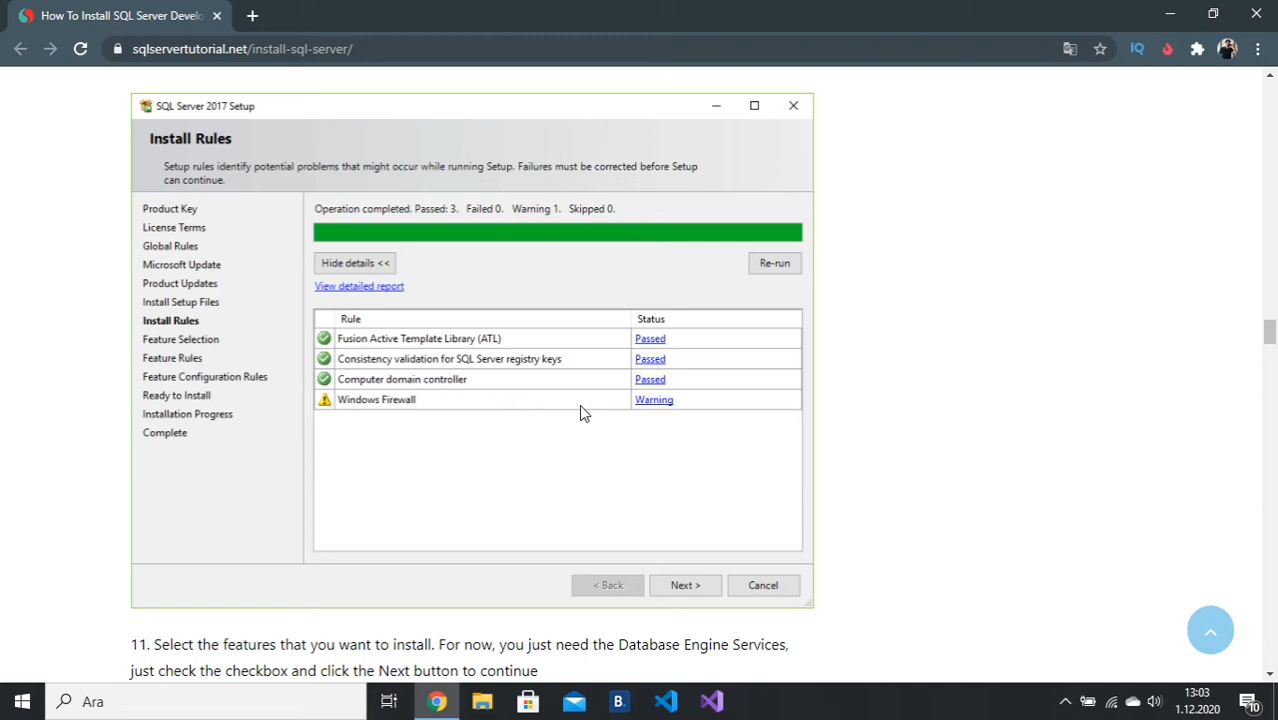 How To Install SQL Server Develo
sqlservertutorial.net/install-sql-server/
IQ
SQL Server 2017 Setup
Install Rules
Setup rules identify potential problems that might occur while running Setup. Failures must be corrected before Setup
can continue.
Product Key
License Terms
Global Rules
Microsoft Update
Product Updates
Install Setup Files
Install Rules
Feature Selection
Feature Rules
Feature Configuration Rules
Ready to Install
Installation Progress
Complete
Operation completed. Passed: 3. Failed 0. Warning 1. Skipped 0.
Hide details <<
Re-run
View detailed report
Rule Status
Fusion Active Template Library (ATL) Passed
Consistency validation for SQL Server registry keys Passed
Computer domain controller Passed
Windows Firewall Warning
< Back Next > Cancel
11. Select the features that you want to install. For now, you just need the Database Engine Services,
just check the checkbox and click the Next button to continue
Ara
B.
13:03
1.12.2020
10